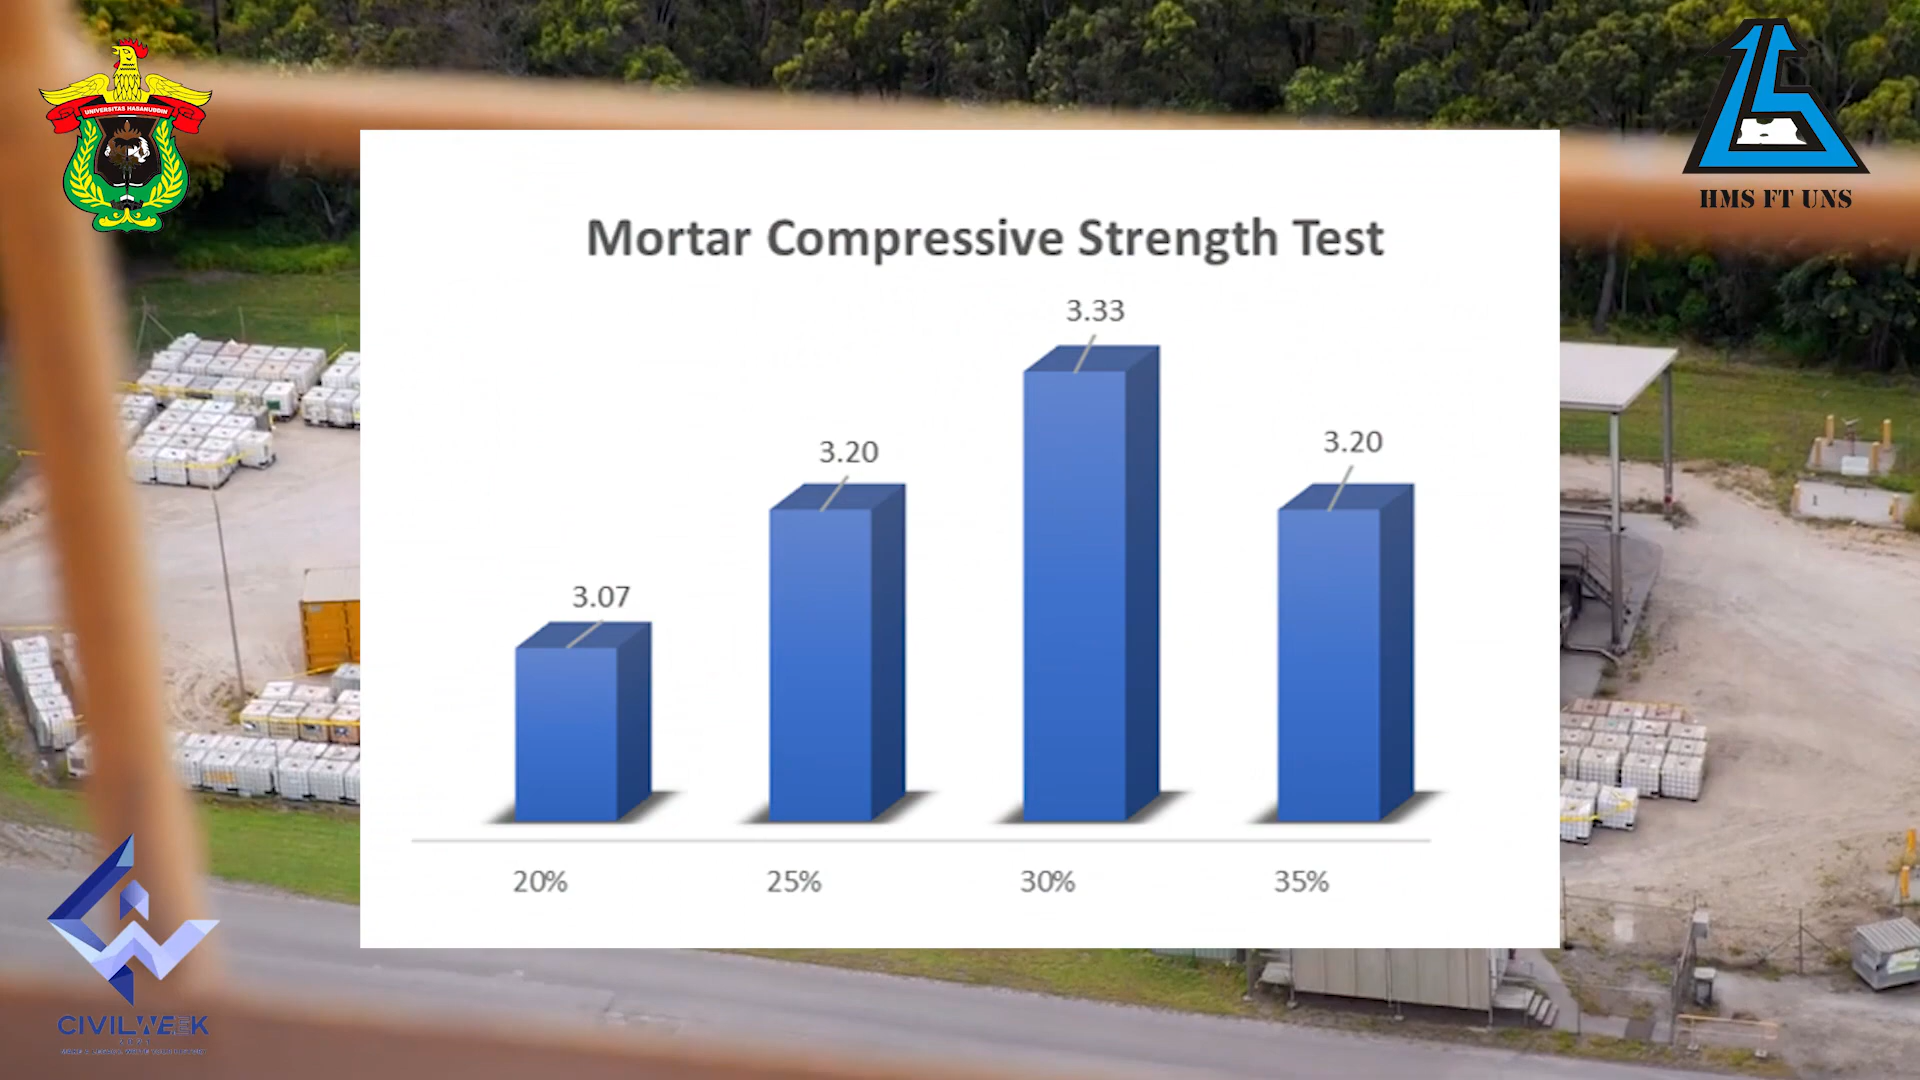 UNIVERSITAS HASANUDDIN
HMS FT UNS
Mortar Compressive Strength Test
3.33
3.20
3.20
3.07
20% 25% 30% 35%
CIVILWEEK